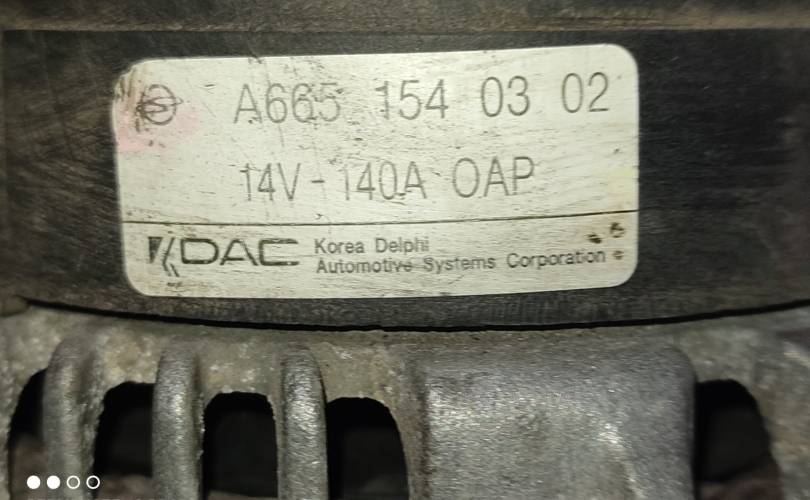 A665 154 03 02
14V-140A OAP
KDAC
Korea Delphi
Automotive Systems Corporation